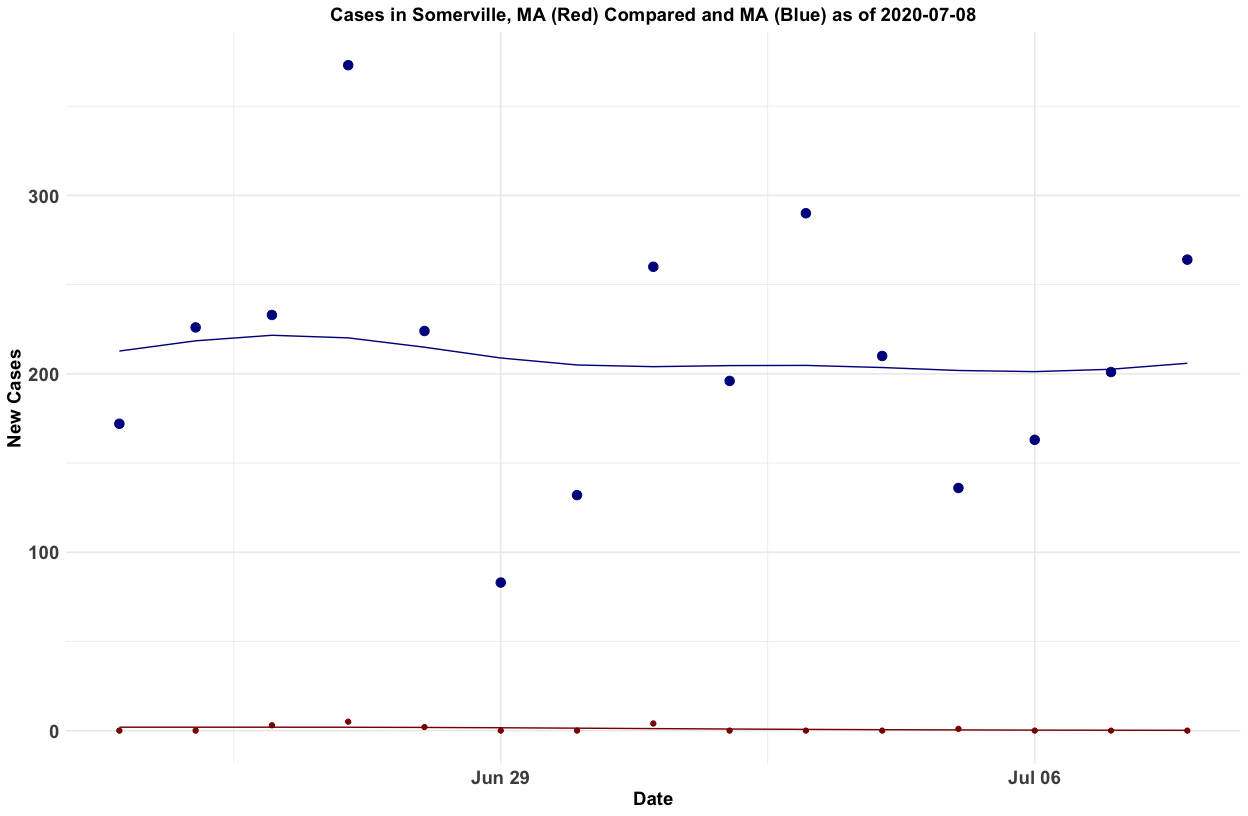 Cases in Somerville, MA (Red) Compared and MA (Blue) as of 2020-07-08
300
200
100
0
New Cases
Jun 29
Jul 06
Date